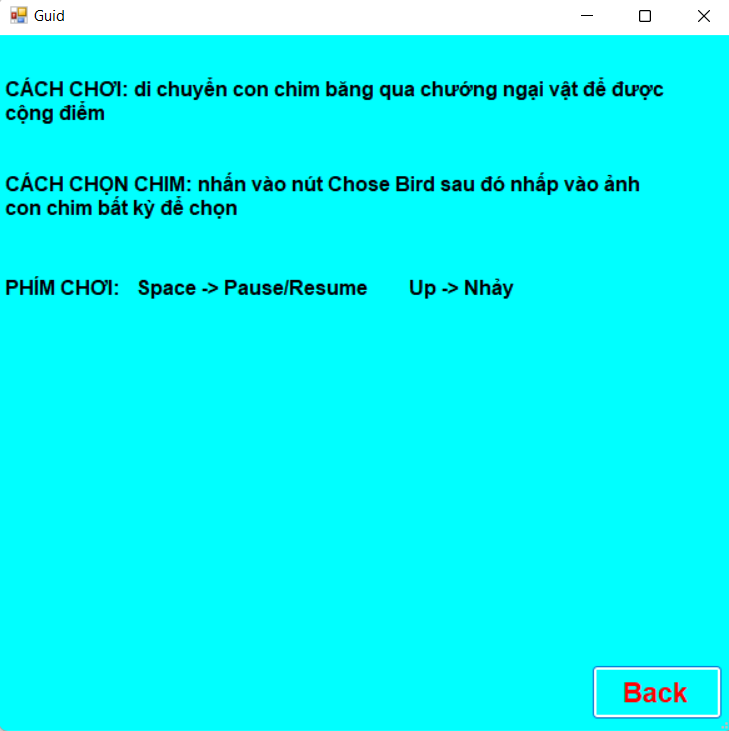 Guid
CÁCH CHƠI: di chuyển con chim băng qua chướng ngại vật để được
cộng điểm
CÁCH CHỌN CHIM: nhấn vào nút Chose Bird sau đó nhấp vào ảnh
con chim bất kỳ để chọn
PHÍM CHƠI: Space -> Pause/Resume Up -> Nhảy
Back